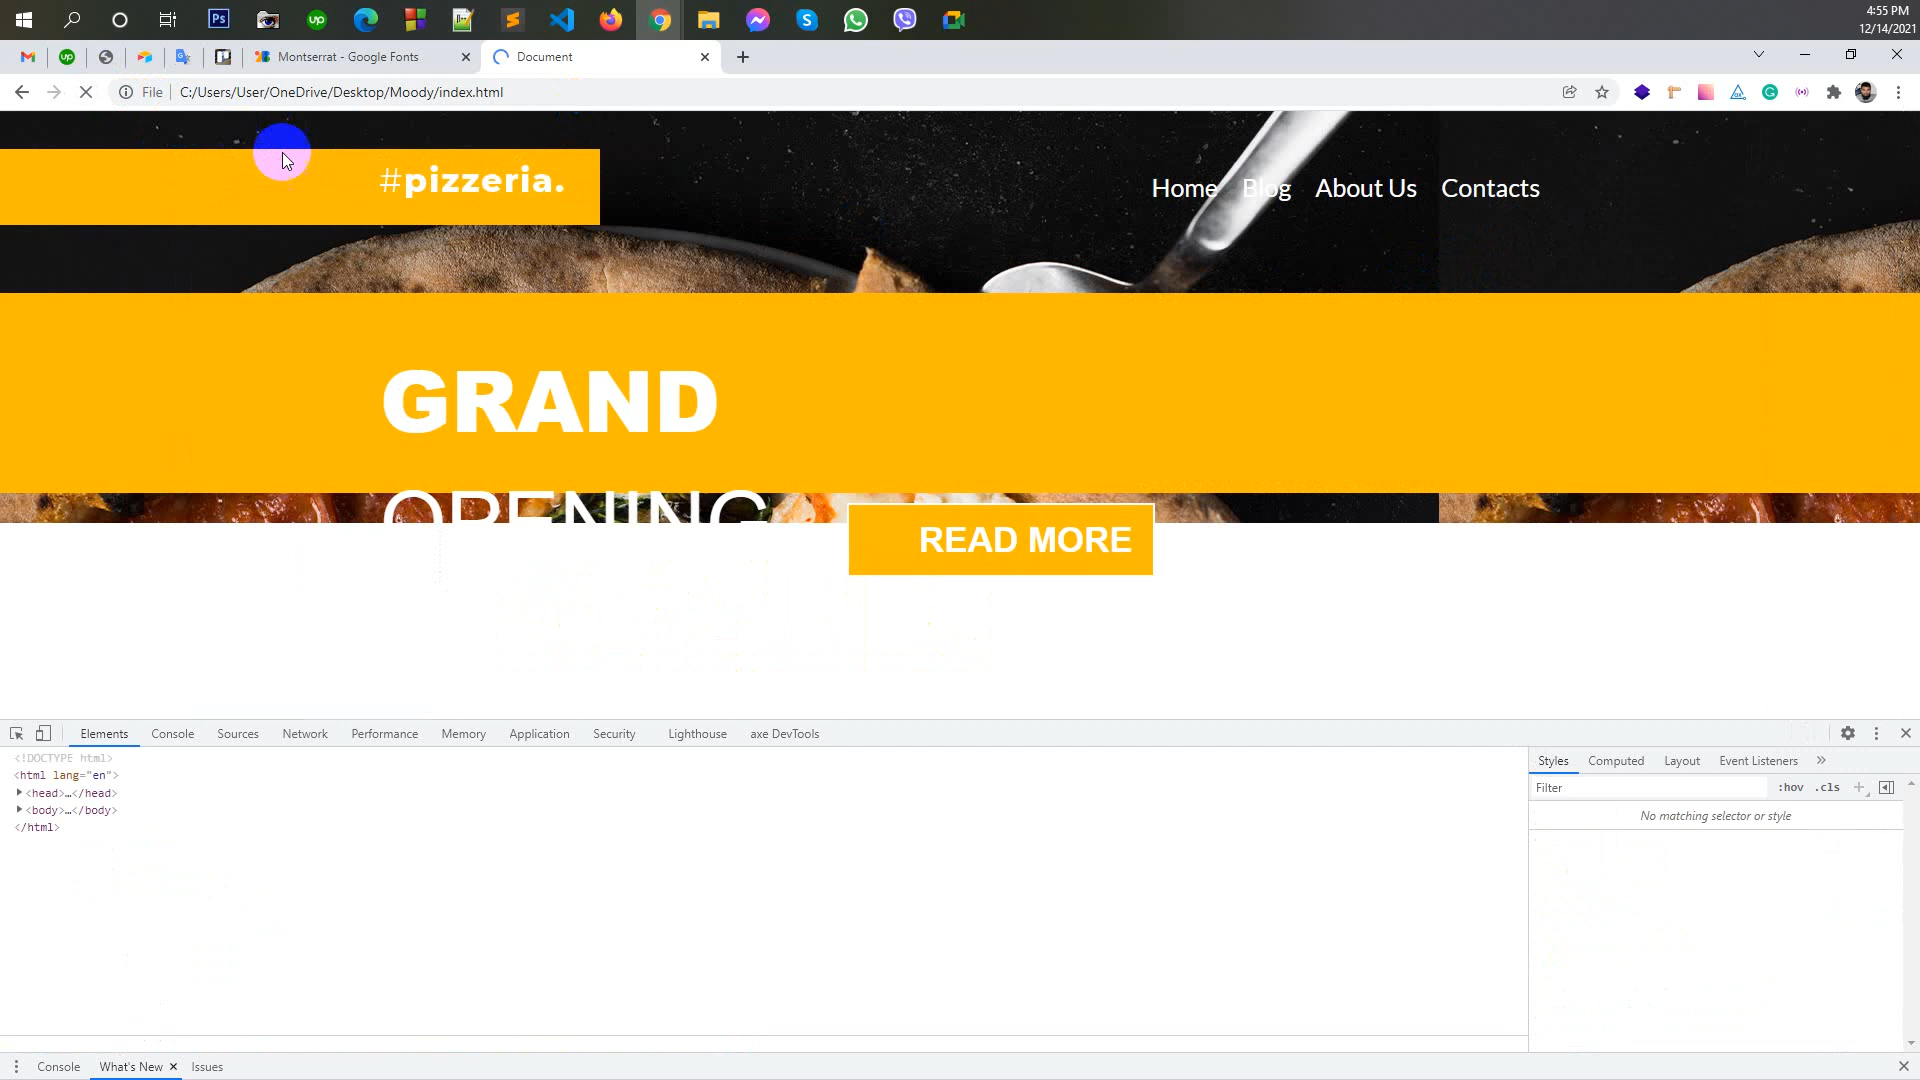 4:55 PM
12/14/2021
Montserrat - Google Fonts
Document
File
C:/Users/User/OneDrive/Desktop/Moody/index.html
#pizzeria.
Home Blog About Us Contacts
GRAND
OPENING
READ MORE
Elements Console Sources Network Performance Memory Application Security Lighthouse axe DevTools
<!DOCTYPE html>
<html lang="en">
<head>…</head>
<body>…</body>
</html>
Styles Computed Layout Event Listeners »
Filter :hov .cls
No matching selector or style
Console What's New Issues